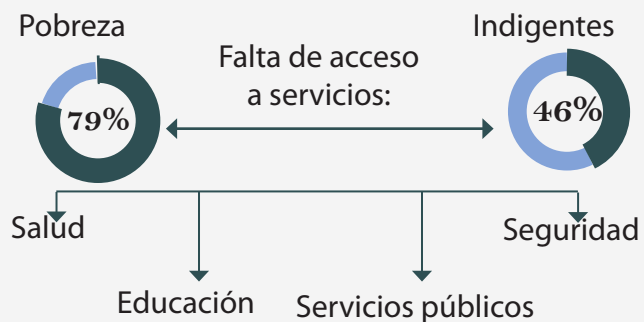 Pobreza
Indigentes
Falta de acceso
a servicios:
79%
46%
Salud
Seguridad
Educación
Servicios públicos